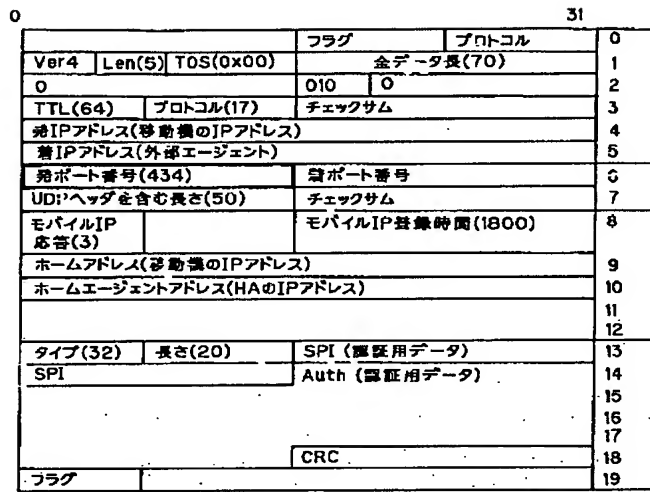 0 31
フラグ プロトコル 0
Ver4 Len(5) TOS(0x00) 全データ長(70) 1
0 010 0 2
TTL(64) プロトコル(17) チェックサム 3
発IPアドレス(移動機のIPアドレス) 4
着IPアドレス(外部エージェント) 5
発ポート番号(434) 着ポート番号 6
UDPヘッダを含む長さ(50) チェックサム 7
モバイルIP モバイルIP登録時間(1800) 8
応答(3)
ホームアドレス(移動機のIPアドレス) 9
ホームエージェントアドレス(HAのIPアドレス) 10
11
12
タイプ(32) 長さ(20) SPI (認証用データ) 13
SPI Auth (認証用データ) 14
15
16
17
CRC 18
フラグ 19